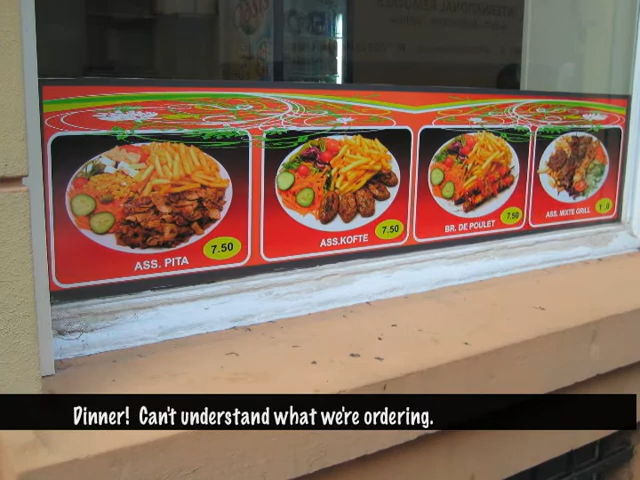 7.50
ASS. PITA
7.50
ASS.KOFTE
7.50
BR. DE POULET
ASS. MIXTE GRILL
Dinner! Can't understand what we're ordering.